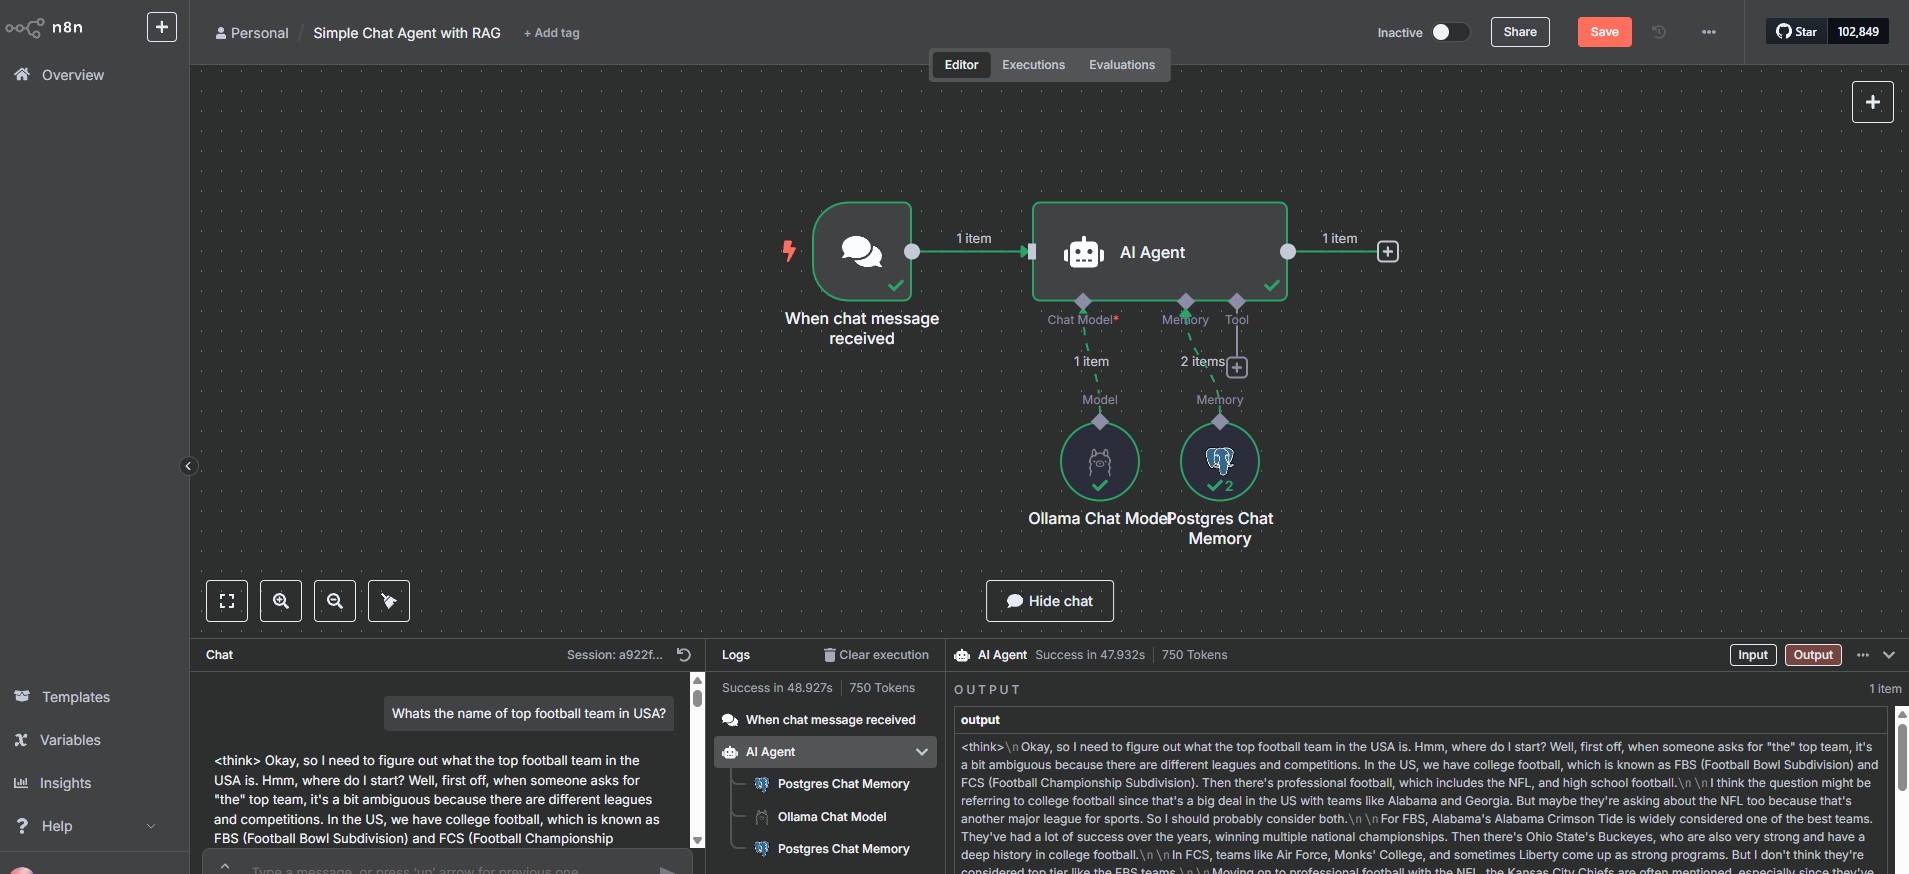 n8n
Personal / Simple Chat Agent with RAG + Add tag
Inactive Share Save ••• Star 102,849
Editor Executions Evaluations
Overview
1 item
AI Agent
1 item
When chat message
received
Chat Model*
Memory
Tool
1 item
2 items
Model
Memory
2
Ollama Chat Model
Postgres Chat
Memory
Hide chat
Templates
Variables
Insights
Help
Chat Session: a922f...
Whats the name of top football team in USA?
<think> Okay, so I need to figure out what the top football team in the
USA is. Hmm, where do I start? Well, first off, when someone asks for
"the" top team, it's a bit ambiguous because there are different leagues
and competitions. In the US, we have college football, which is known as
FBS (Football Bowl Subdivision) and FCS (Football Championship
Type a message, or press 'up' arrow for previous one
Logs Clear execution
Success in 48.927s 750 Tokens
When chat message received
AI Agent
Postgres Chat Memory
Ollama Chat Model
Postgres Chat Memory
AI Agent Success in 47.932s 750 Tokens Input Output •••
OUTPUT 1 item
output
<think>\n Okay, so I need to figure out what the top football team in the USA is. Hmm, where do I start? Well, first off, when someone asks for "the" top team, it's
a bit ambiguous because there are different leagues and competitions. In the US, we have college football, which is known as FBS (Football Bowl Subdivision) and
FCS (Football Championship Subdivision). Then there's professional football, which includes the NFL, and high school football.\n \n I think the question might be
referring to college football since that's a big deal in the US with teams like Alabama and Georgia. But maybe they're asking about the NFL too because that's
another major league for sports. So I should probably consider both.\n \n For FBS, Alabama's Alabama Crimson Tide is widely considered one of the best teams.
They've had a lot of success over the years, winning multiple national championships. Then there's Ohio State's Buckeyes, who are also very strong and have a
deep history in college football.\n \n In FCS, teams like Air Force, Monks' College, and sometimes Liberty come up as strong programs. But I don't think they're
considered top tier like the FBS teams.\n \n Moving on to professional football with the NFL, the Kansas City Chiefs are often mentioned, especially since they've